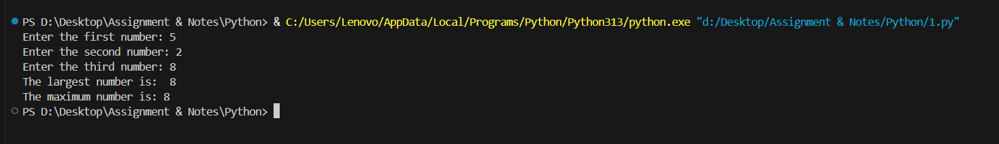 PS D:\Desktop\Assignment & Notes\Python> & C:/Users/Lenovo/AppData/Local/Programs/Python/Python313/python.exe "d:/Desktop/Assignment & Notes/Python/1.py"
Enter the first number: 5
Enter the second number: 2
Enter the third number: 8
The largest number is:  8
The maximum number is: 8
PS D:\Desktop\Assignment & Notes\Python>